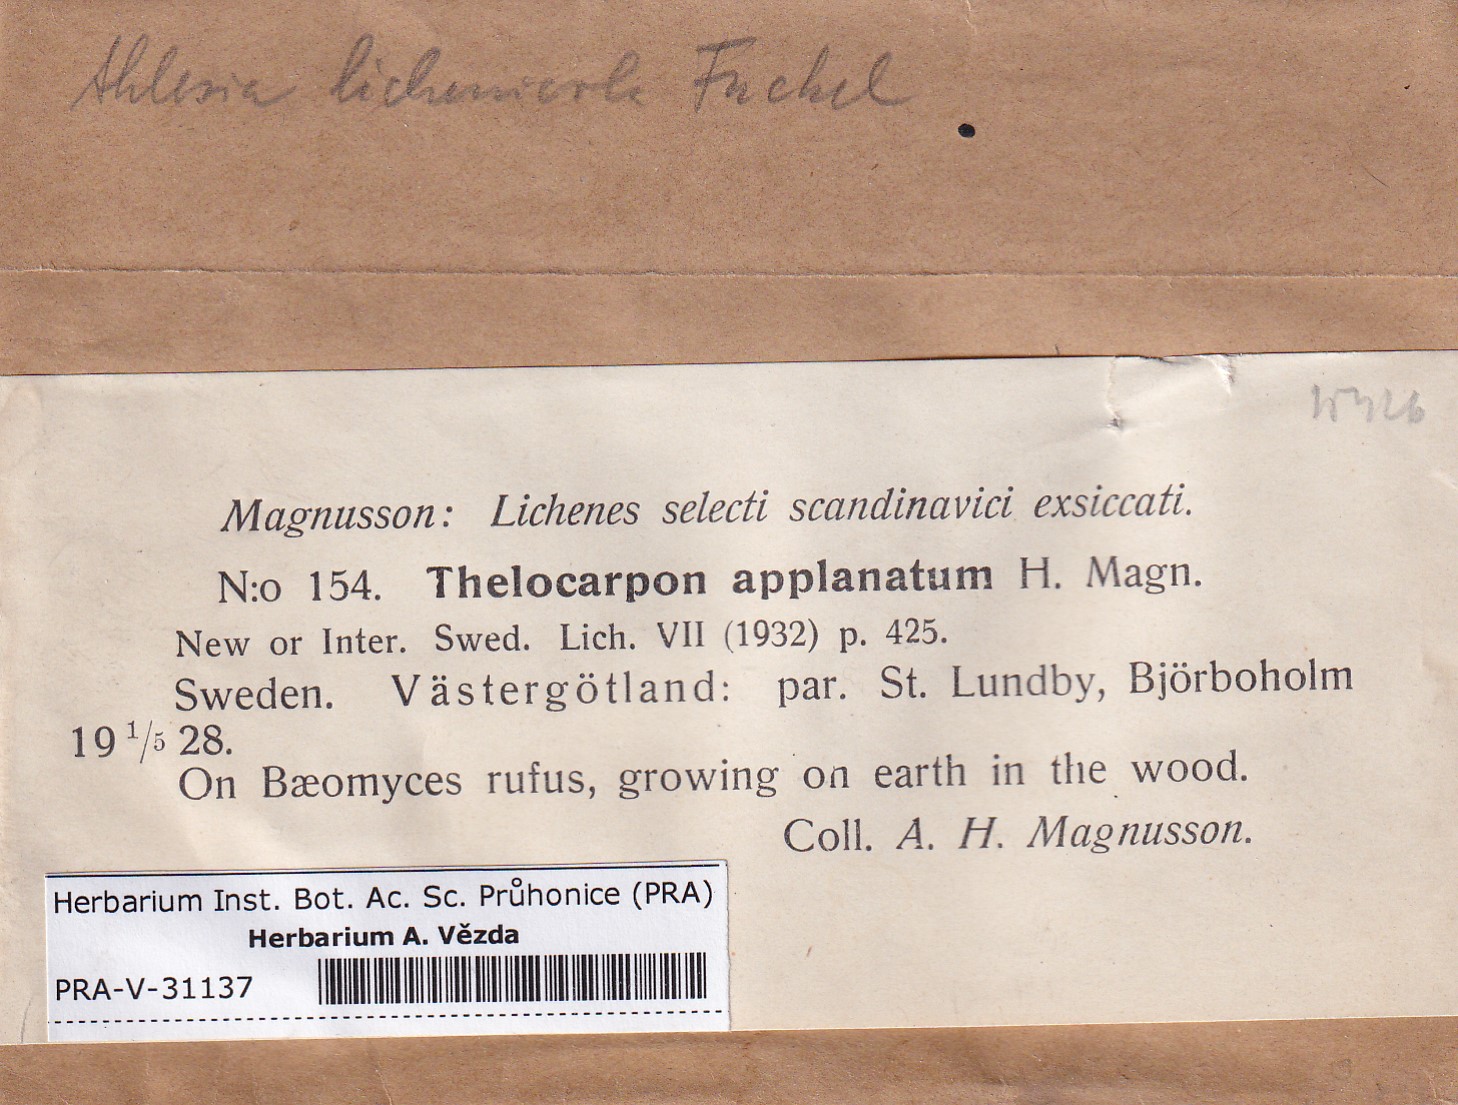 Ahlesia lichenicola Fuckel
Magnusson: Lichenes selecti scandinavici exsiccati.
N:o 154. Thelocarpon applanatum H. Magn.
New or Inter. Swed. Lich. VII (1932) p. 425.
Sweden. Västergötland: par. St. Lundby, Björboholm
19 1/5 28.
On Bæomyces rufus, growing on earth in the wood.
Coll. A. H. Magnusson.
Herbarium Inst. Bot. Ac. Sc. Průhonice (PRA)
Herbarium A. Vězda
PRA-V-31137